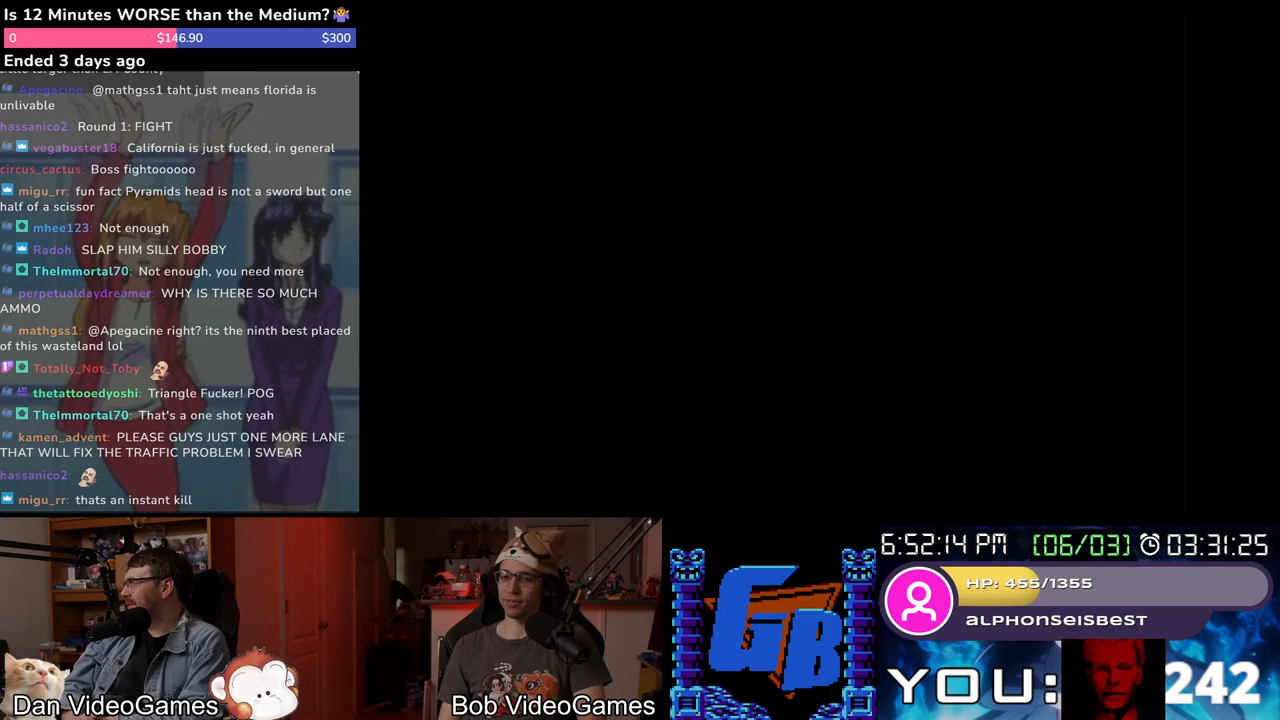 Is 12 Minutes WORSE than the Medium?🤷‍♀️
0 $146.90 $300
Ended 3 days ago
Apegacine: @mathgss1 taht just means florida is
unlivable
hassanico2: Round 1: FIGHT
vegabuster18: California is just fucked, in general
circus_cactus: Boss fightoooooo
migu_rr: fun fact Pyramids head is not a sword but one
half of a scissor
mhee123: Not enough
Radoh: SLAP HIM SILLY BOBBY
TheImmortal70: Not enough, you need more
perpetualdaydreamer: WHY IS THERE SO MUCH
AMMO
mathgss1: @Apegacine right? its the ninth best placed
of this wasteland lol
Totally_Not_Toby:
thetattooedyoshi: Triangle Fucker! POG
TheImmortal70: That's a one shot yeah
kamen_advent: PLEASE GUYS JUST ONE MORE LANE
THAT WILL FIX THE TRAFFIC PROBLEM I SWEAR
hassanico2:
migu_rr: thats an instant kill
Dan VideoGames
Bob VideoGames
GB
6:52:14 PM [06/03] 03:31:25
HP: 455/1355
aLPHONSeISBeST
YOU: 242